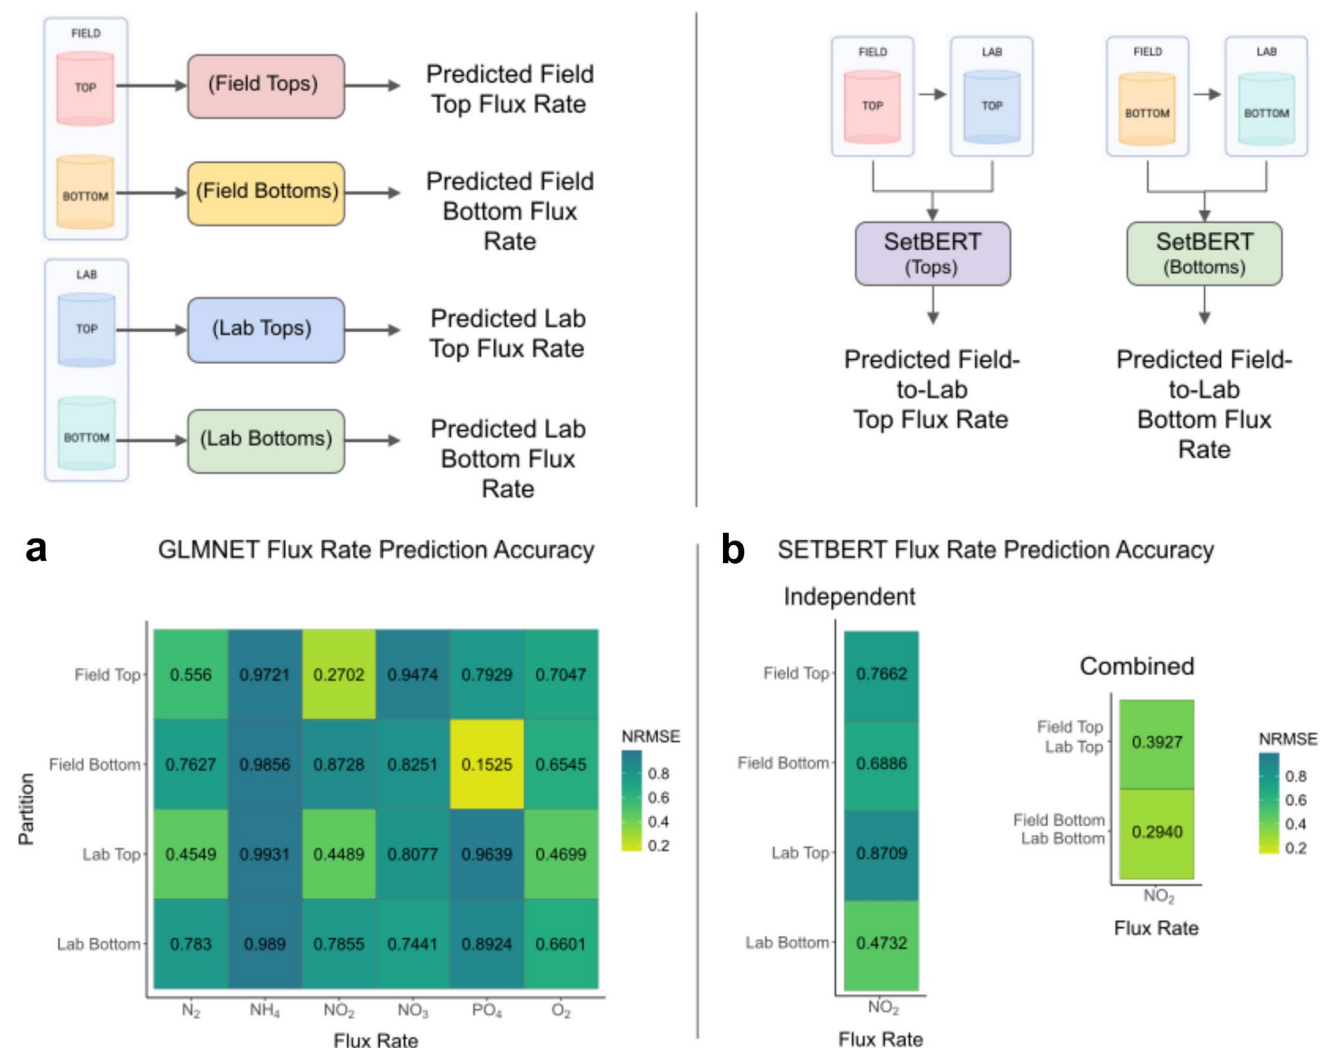 FIELD
TOP
(Field Tops)
Predicted Field
Top Flux Rate
BOTTOM
(Field Bottoms)
Predicted Field
Bottom Flux
Rate
LAB
TOP
(Lab Tops)
Predicted Lab
Top Flux Rate
BOTTOM
(Lab Bottoms)
Predicted Lab
Bottom Flux
Rate
FIELD
TOP
LAB
TOP
SetBERT
(Tops)
Predicted Field-
to-Lab
Top Flux Rate
FIELD
BOTTOM
LAB
BOTTOM
SetBERT
(Bottoms)
Predicted Field-
to-Lab
Bottom Flux
Rate
a
GLMNET Flux Rate Prediction Accuracy
Partition
Field Top 0.556 0.9721 0.2702 0.9474 0.7929 0.7047
Field Bottom 0.7627 0.9856 0.8728 0.8251 0.1525 0.6545
Lab Top 0.4549 0.9931 0.4489 0.8077 0.9639 0.4699
Lab Bottom 0.783 0.989 0.7855 0.7441 0.8924 0.6601
N₂ NH₄ NO₂ NO₃ PO₄ O₂
Flux Rate
NRMSE
0.8
0.6
0.4
0.2
b
SETBERT Flux Rate Prediction Accuracy
Independent
Field Top 0.7662
Field Bottom 0.6886
Lab Top 0.8709
Lab Bottom 0.4732
NO₂
Flux Rate
Combined
Field Top
Lab Top
0.3927
Field Bottom
Lab Bottom
0.2940
NO₂
Flux Rate
NRMSE
0.8
0.6
0.4
0.2